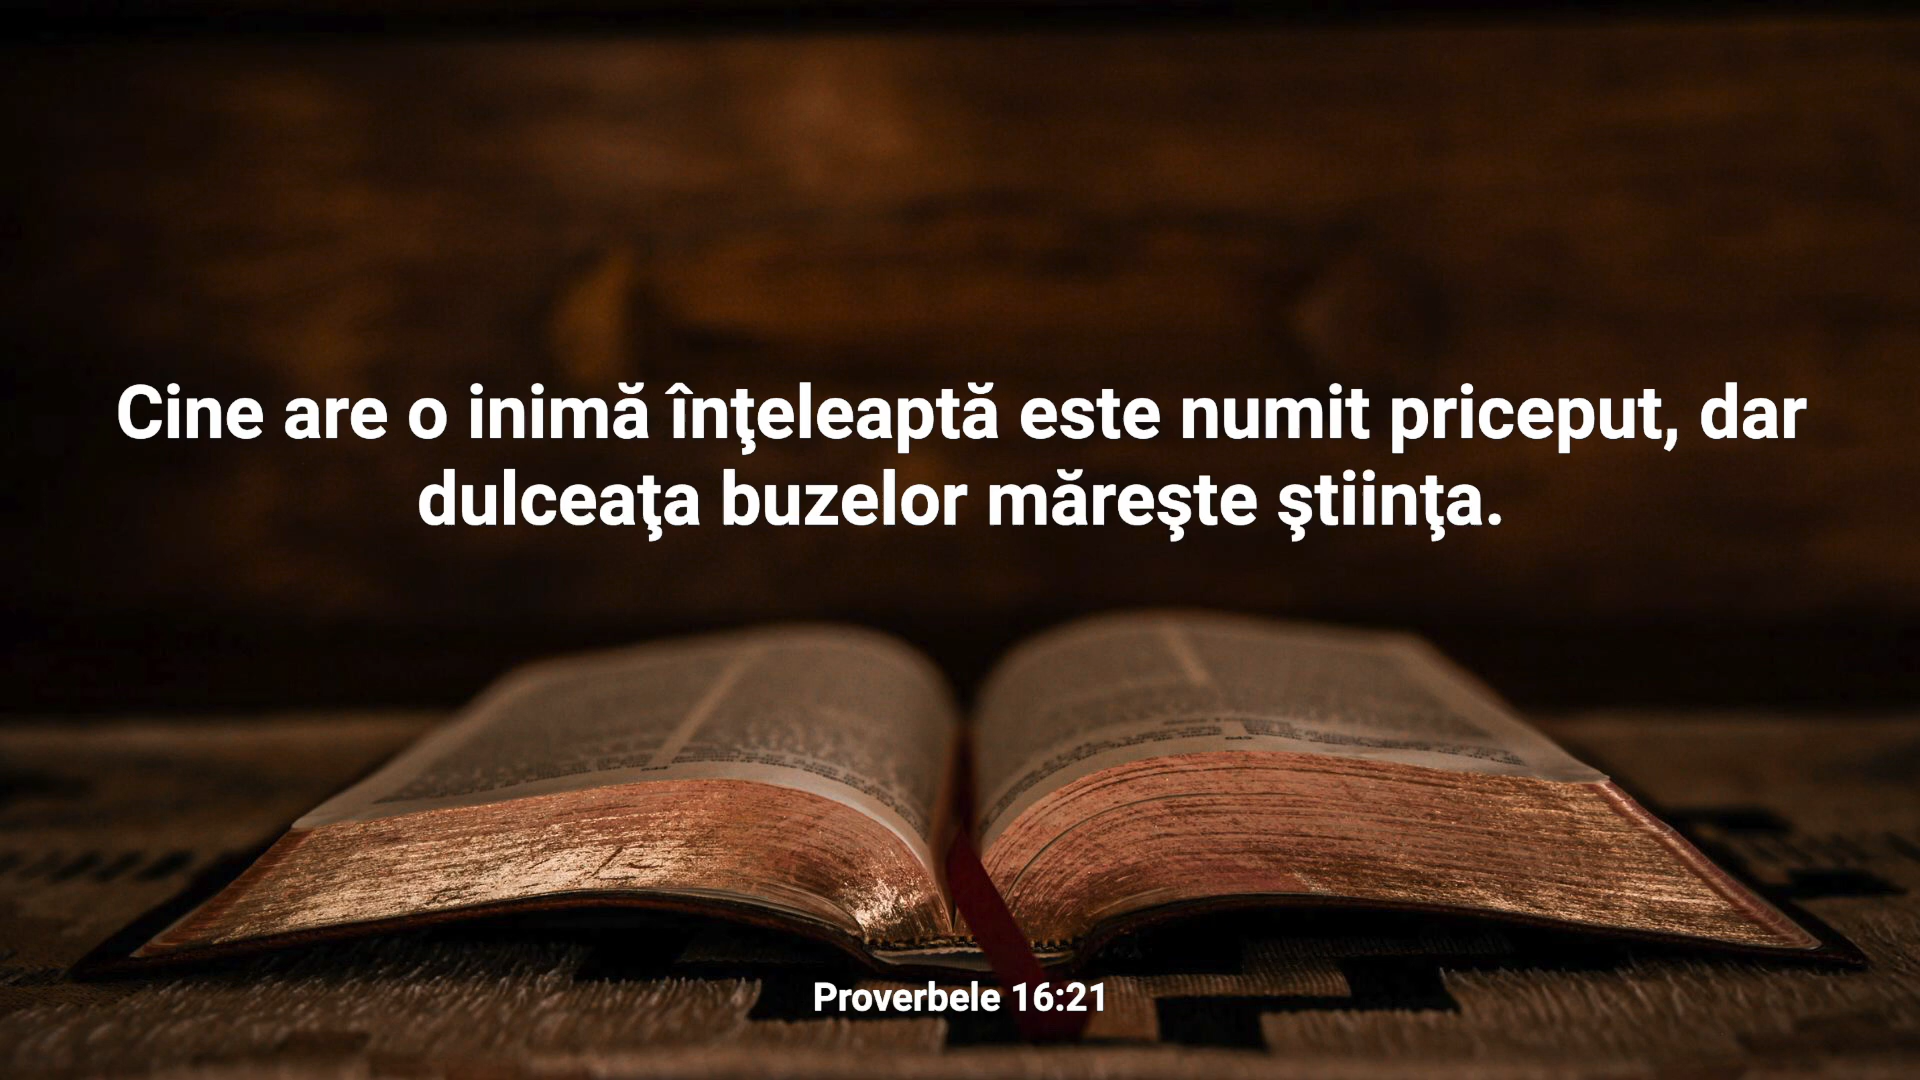 Cine are o inimă înţeleaptă este numit priceput, dar
dulceaţa buzelor măreşte ştiinţa.
Proverbele 16:21